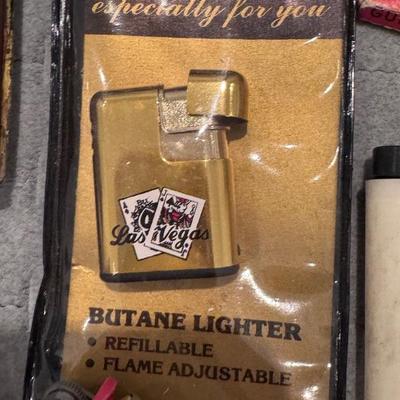 especially for you
Las Vegas
BUTANE LIGHTER
• REFILLABLE
• FLAME ADJUSTABLE